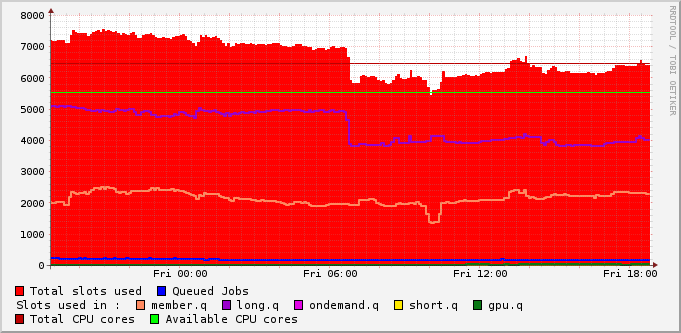 8000
7000
6000
5000
4000
3000
2000
1000
0
Fri 00:00 Fri 06:00 Fri 12:00 Fri 18:00
RRDTOOL / TOBI OETIKER
Total slots used Queued Jobs
Slots used in : member.q long.q ondemand.q short.q gpu.q
Total CPU cores Available CPU cores